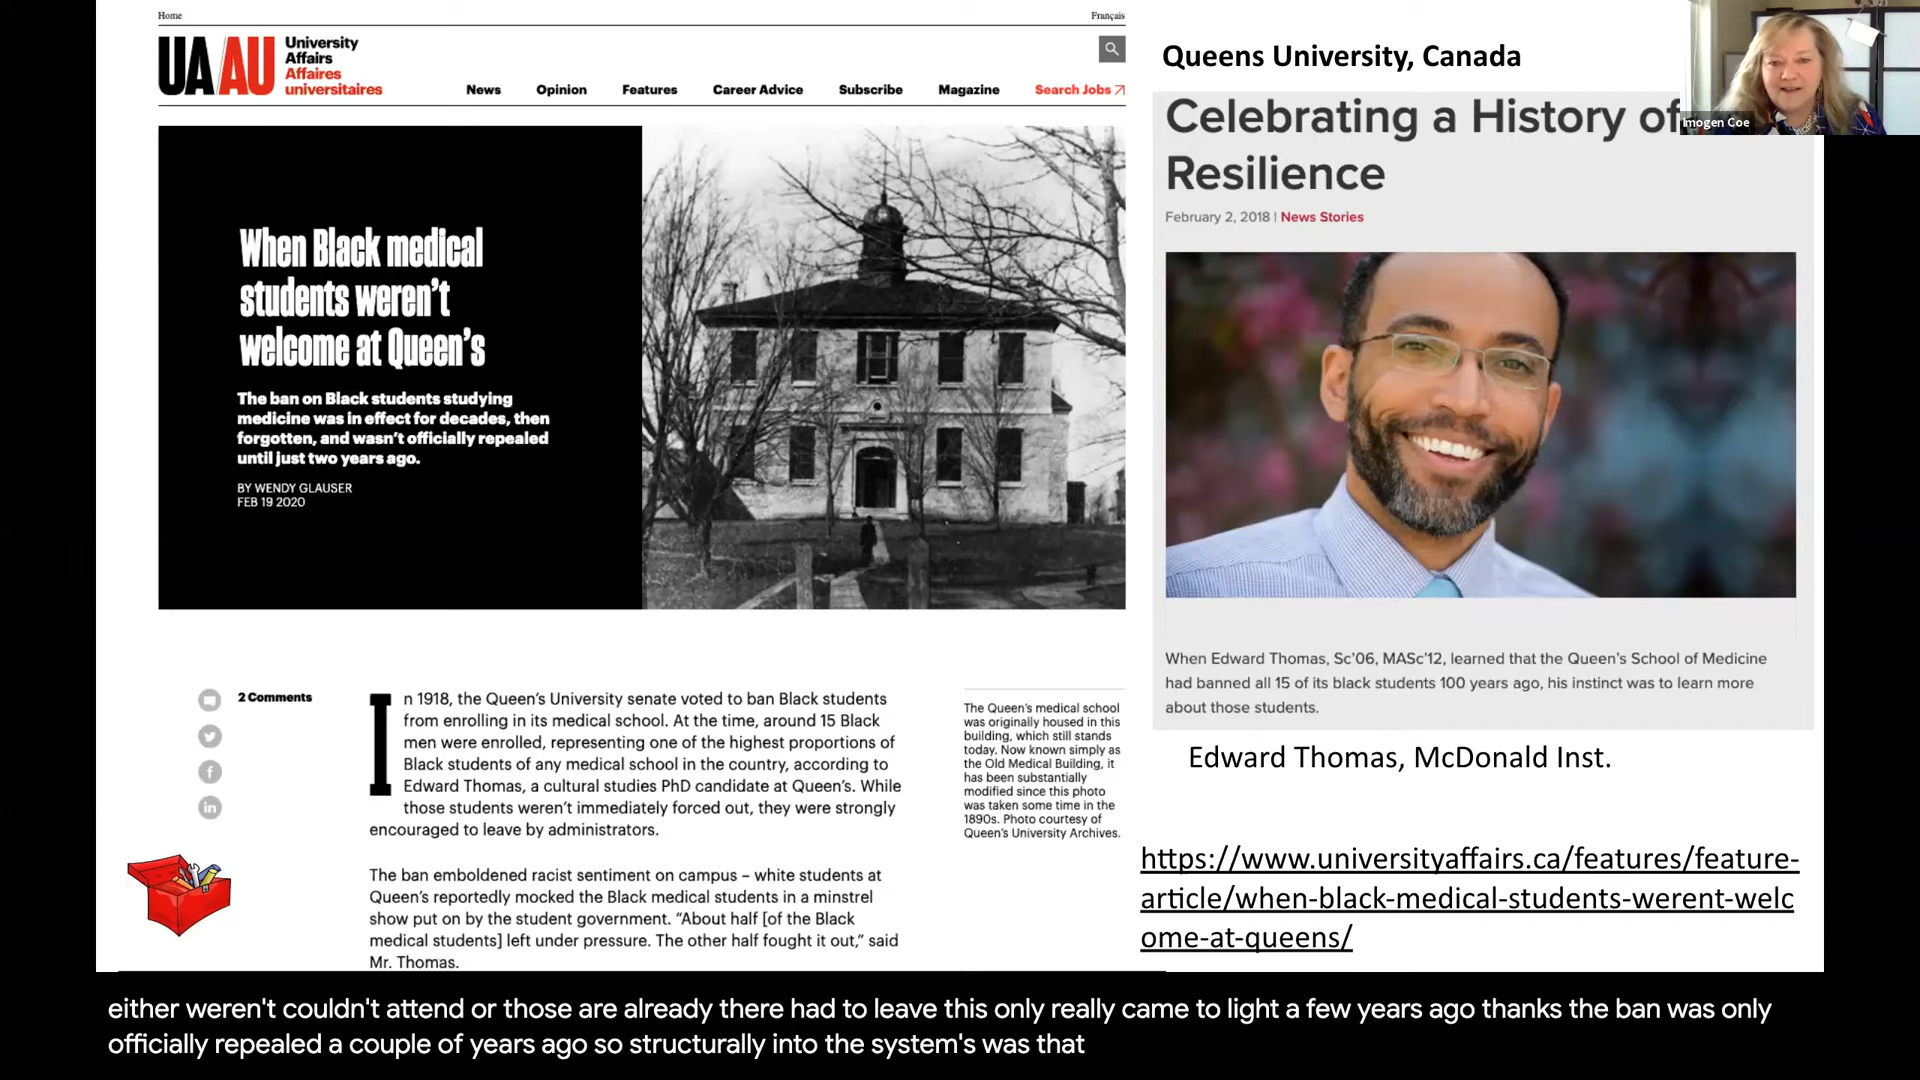 Home
Français
UA/AU
University
Affairs
Affaires
universitaires
News
Opinion
Features
Career Advice
Subscribe
Magazine
Search Jobs
When Black medical
students weren't
welcome at Queen's
The ban on Black students studying
medicine was in effect for decades, then
forgotten, and wasn't officially repealed
until just two years ago.
BY WENDY GLAUSER
FEB 19 2020
2 Comments
In 1918, the Queen's University senate voted to ban Black students
from enrolling in its medical school. At the time, around 15 Black
men were enrolled, representing one of the highest proportions of
Black students of any medical school in the country, according to
Edward Thomas, a cultural studies PhD candidate at Queen's. While
those students weren't immediately forced out, they were strongly
encouraged to leave by administrators.
The ban emboldened racist sentiment on campus – white students at
Queen's reportedly mocked the Black medical students in a minstrel
show put on by the student government. "About half [of the Black
medical students] left under pressure. The other half fought it out," said
Mr. Thomas.
The Queen's medical school
was originally housed in this
building, which still stands
today. Now known simply as
the Old Medical Building, it
has been substantially
modified since this photo
was taken some time in the
1890s. Photo courtesy of
Queen's University Archives.
Queens University, Canada
Celebrating a History of
Resilience
February 2, 2018 | News Stories
When Edward Thomas, Sc'06, MASc'12, learned that the Queen's School of Medicine
had banned all 15 of its black students 100 years ago, his instinct was to learn more
about those students.
Edward Thomas, McDonald Inst.
https://www.universityaffairs.ca/features/feature-
article/when-black-medical-students-werent-welc
ome-at-queens/
Imogen Coe
either weren't couldn't attend or those are already there had to leave this only really came to light a few years ago thanks the ban was only
officially repealed a couple of years ago so structurally into the system's was that